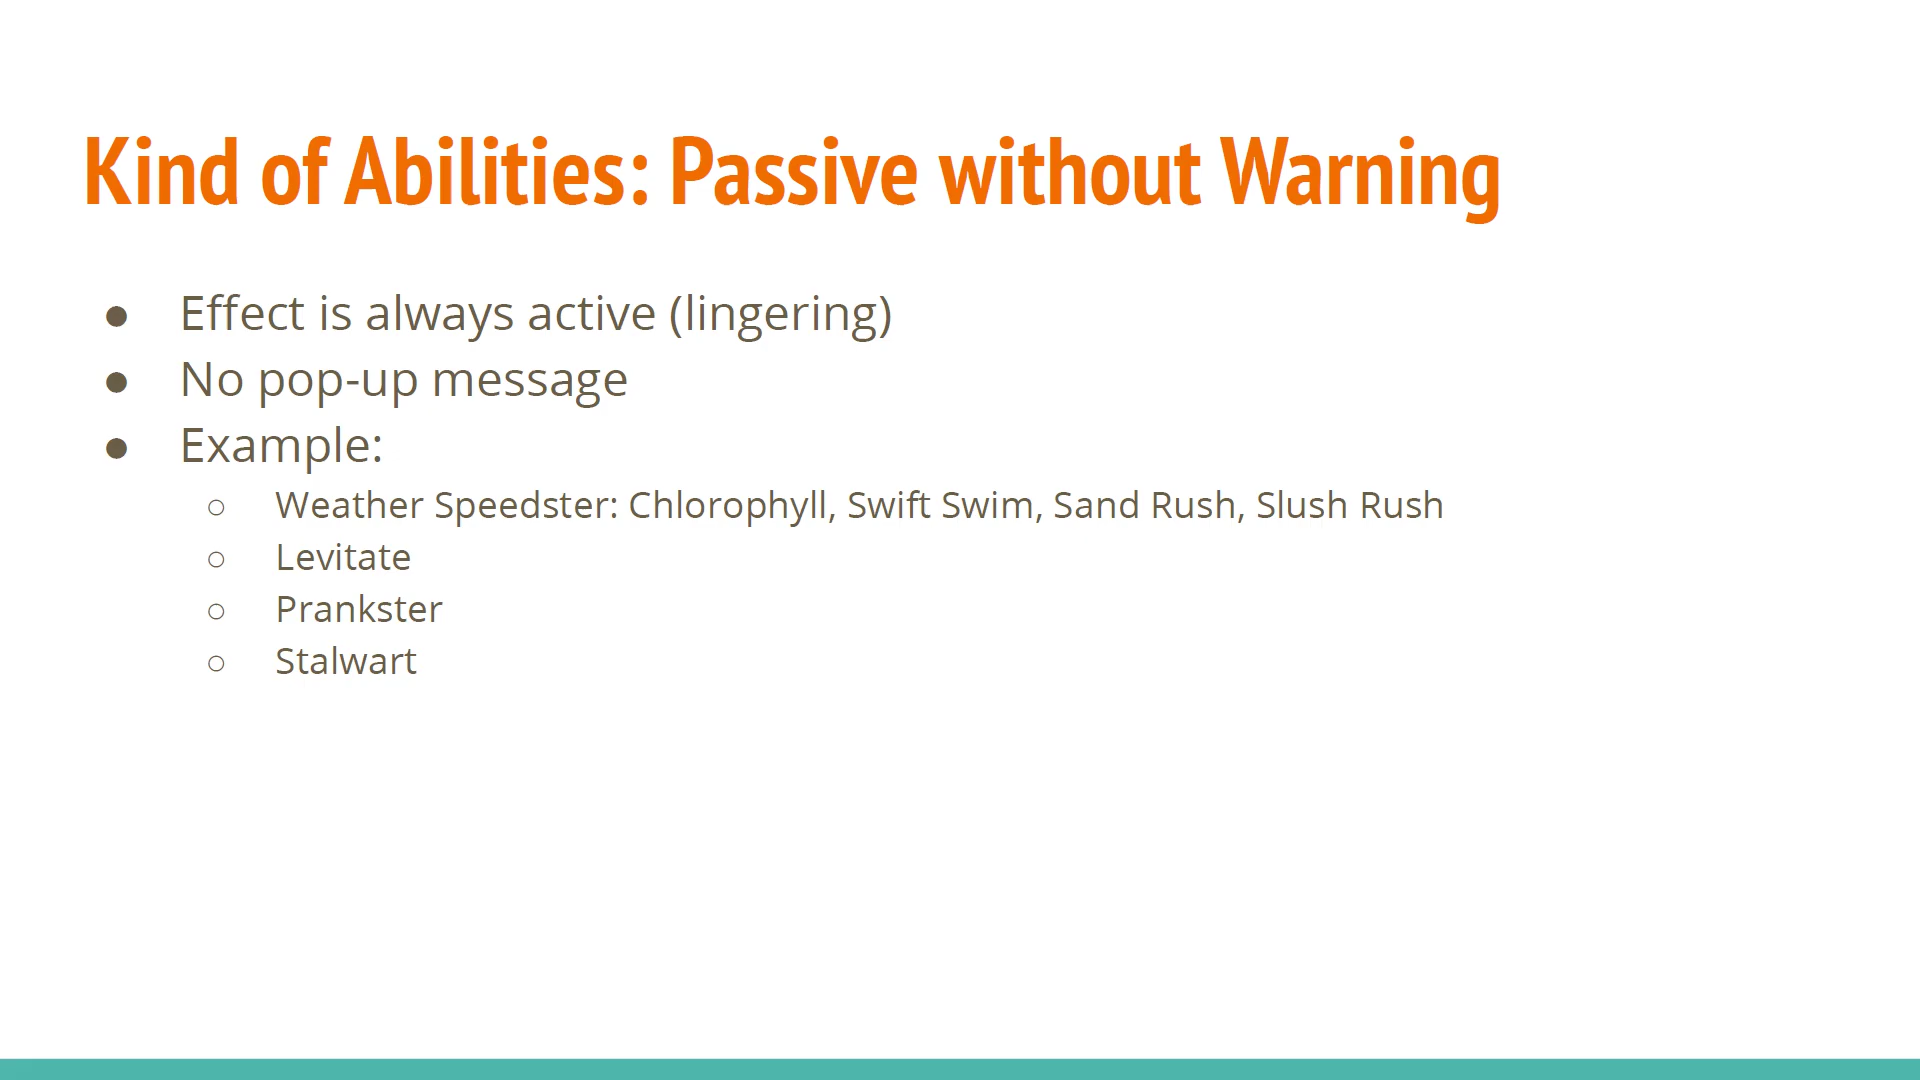 Kind of Abilities: Passive without Warning
● Effect is always active (lingering)
● No pop-up message
● Example:
○ Weather Speedster: Chlorophyll, Swift Swim, Sand Rush, Slush Rush
○ Levitate
○ Prankster
○ Stalwart